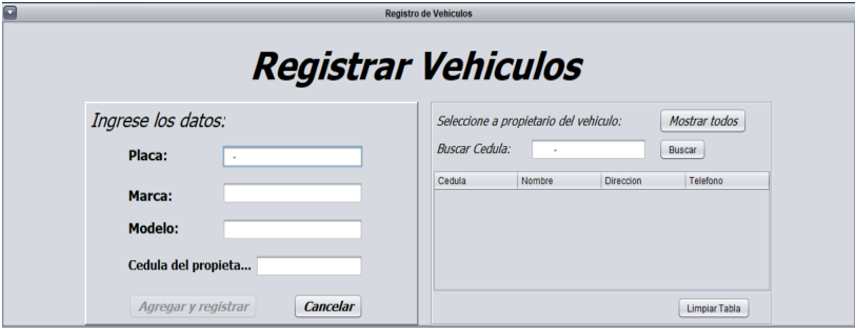 Registro de Vehiculos
Registrar Vehiculos
Ingrese los datos:
Placa: -
Marca:
Modelo:
Cedula del propieta...
Agregar y registrar Cancelar
Seleccione a propietario del vehiculo: Mostrar todos
Buscar Cedula: - Buscar
Cedula Nombre Direccion Telefono
Limpiar Tabla